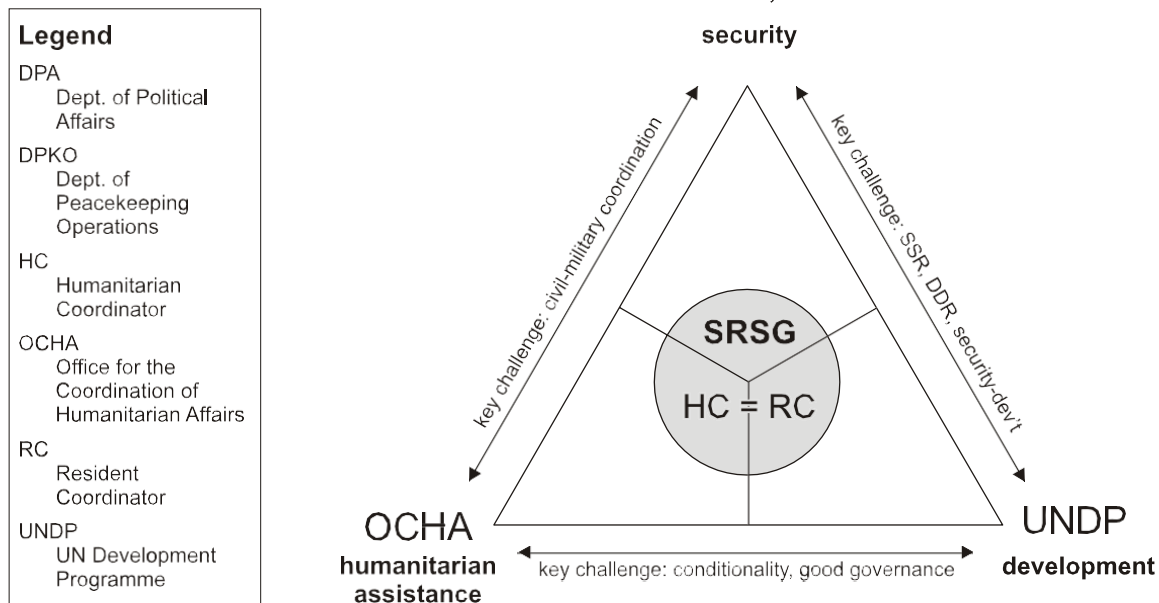 Legend
DPA
Dept. of Political
Affairs
DPKO
Dept. of
Peacekeeping
Operations
HC
Humanitarian
Coordinator
OCHA
Office for the
Coordination of
Humanitarian Affairs
RC
Resident
Coordinator
UNDP
UN Development
Programme
security
key challenge: civil-military coordination
key challenge: SSR, DDR, security-dev't
SRSG
HC = RC
OCHA
humanitarian
assistance
UNDP
development
key challenge: conditionality, good governance